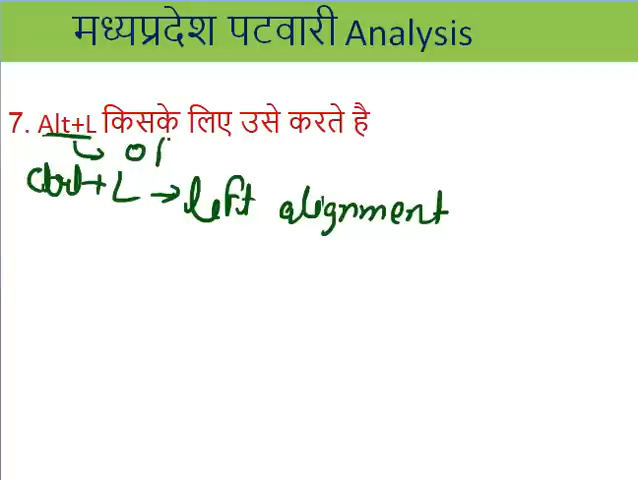 मध्यप्रदेश पटवारी Analysis
7. Alt+L किसके लिए उसे करते है
or
Ctrl+L → left alignment